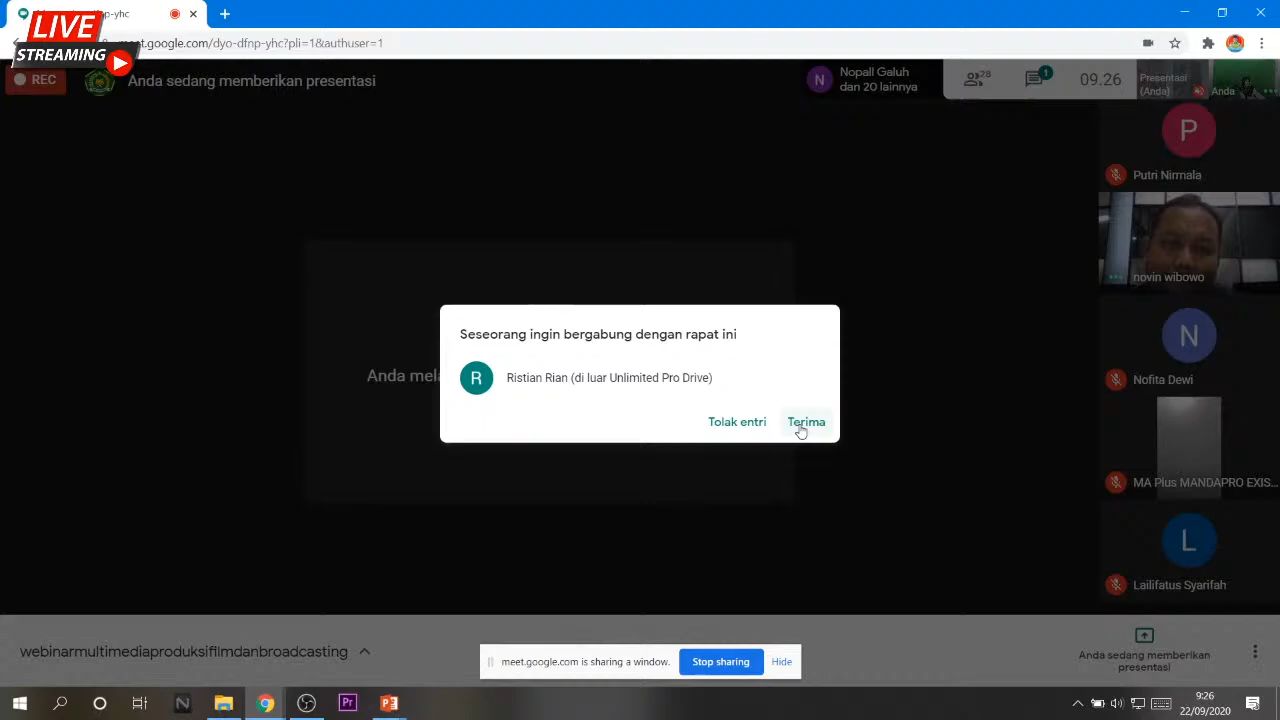 LIVE
STREAMING
-yhc
meet.google.com/dyo-dfnp-yhc?pli=1&authuser=1
REC
Anda sedang memberikan presentasi
N
Nopall Galuh
dan 20 lainnya
28
1
09.26
Presentasi
(Anda)
Anda
P
Putri Nirmala
novin wibowo
N
Nofita Dewi
MA Plus MANDAPRO EXIS...
L
Lailifatus Syarifah
Anda mela
Seseorang ingin bergabung dengan rapat ini
R
Ristian Rian (di luar Unlimited Pro Drive)
Tolak entri
Terima
webinarmultimediaproduksifilmdanbroadcasting
meet.google.com is sharing a window.
Stop sharing
Hide
Anda sedang memberikan
presentasi
N
Pr
P
9:26
22/09/2020